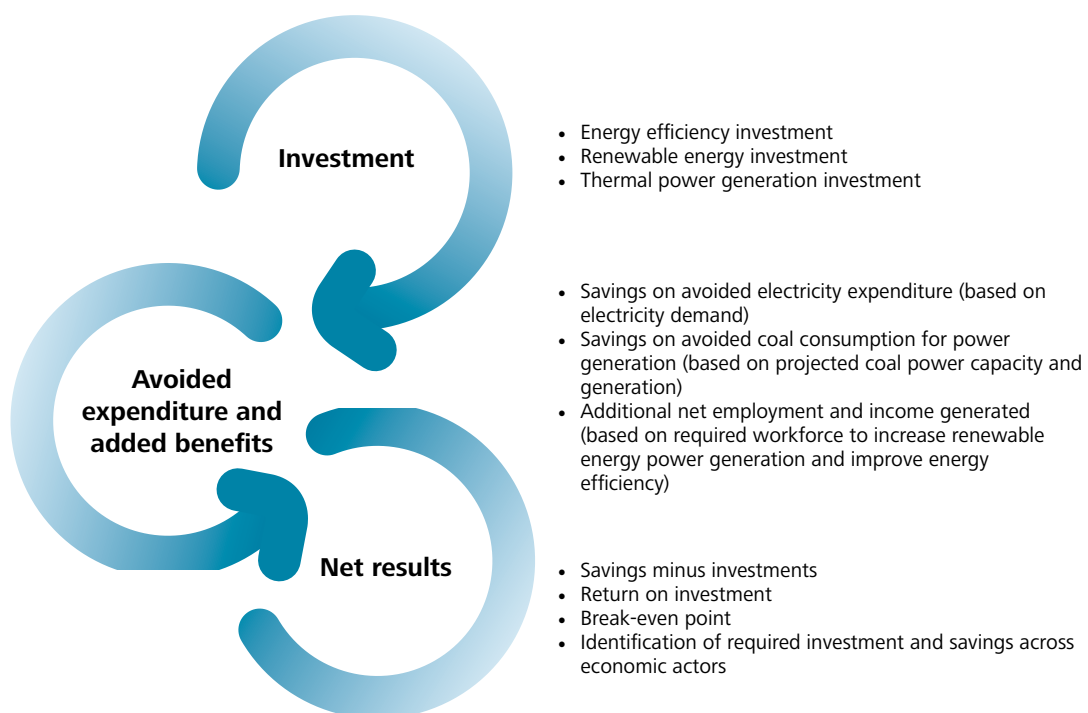 Investment
• Energy efficiency investment
• Renewable energy investment
• Thermal power generation investment
Avoided
expenditure and
added benefits
• Savings on avoided electricity expenditure (based on
electricity demand)
• Savings on avoided coal consumption for power
generation (based on projected coal power capacity and
generation)
• Additional net employment and income generated
(based on required workforce to increase renewable
energy power generation and improve energy
efficiency)
Net results
• Savings minus investments
• Return on investment
• Break-even point
• Identification of required investment and savings across
economic actors